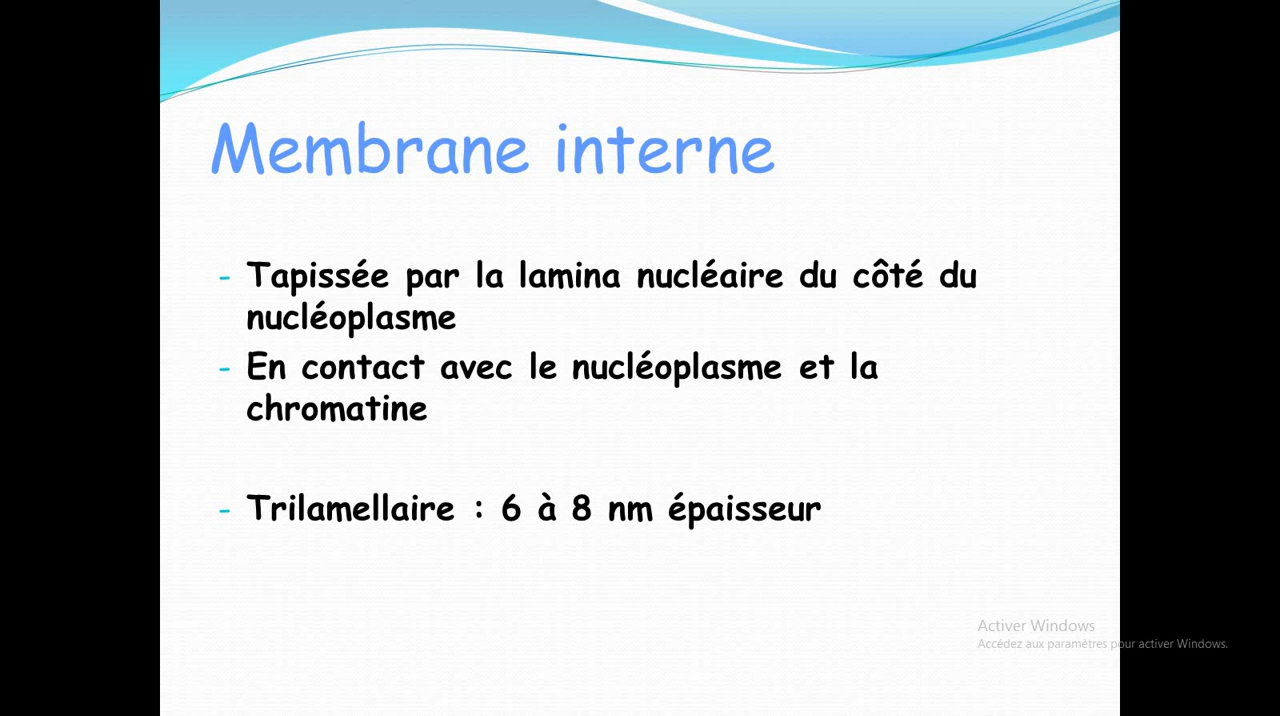 Membrane interne
- Tapissée par la lamina nucléaire du côté du
nucléoplasme
- En contact avec le nucléoplasme et la
chromatine
- Trilamellaire : 6 à 8 nm épaisseur
Activer Windows
Accédez aux paramètres pour activer Windows.